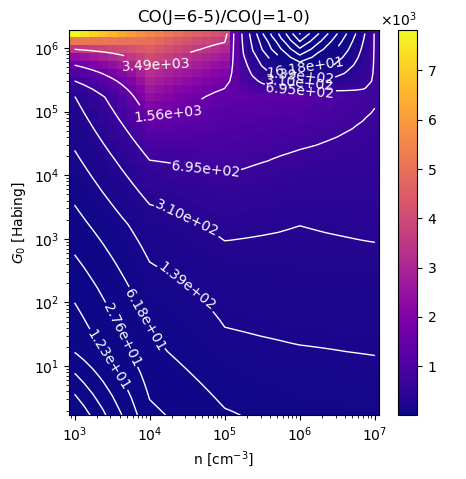 CO(J=6-5)/CO(J=1-0)
×10³
10⁶
10⁵
10⁴
10³
10²
10¹
G₀ [Habing]
3.49e+03
1.56e+03
6.95e+02
3.10e+02
1.39e+02
6.18e+01
2.76e+01
1.23e+01
6.18e+01
3.10e+02
6.95e+02
7
6
5
4
3
2
1
10³
10⁴
10⁵
10⁶
10⁷
n [cm⁻³]